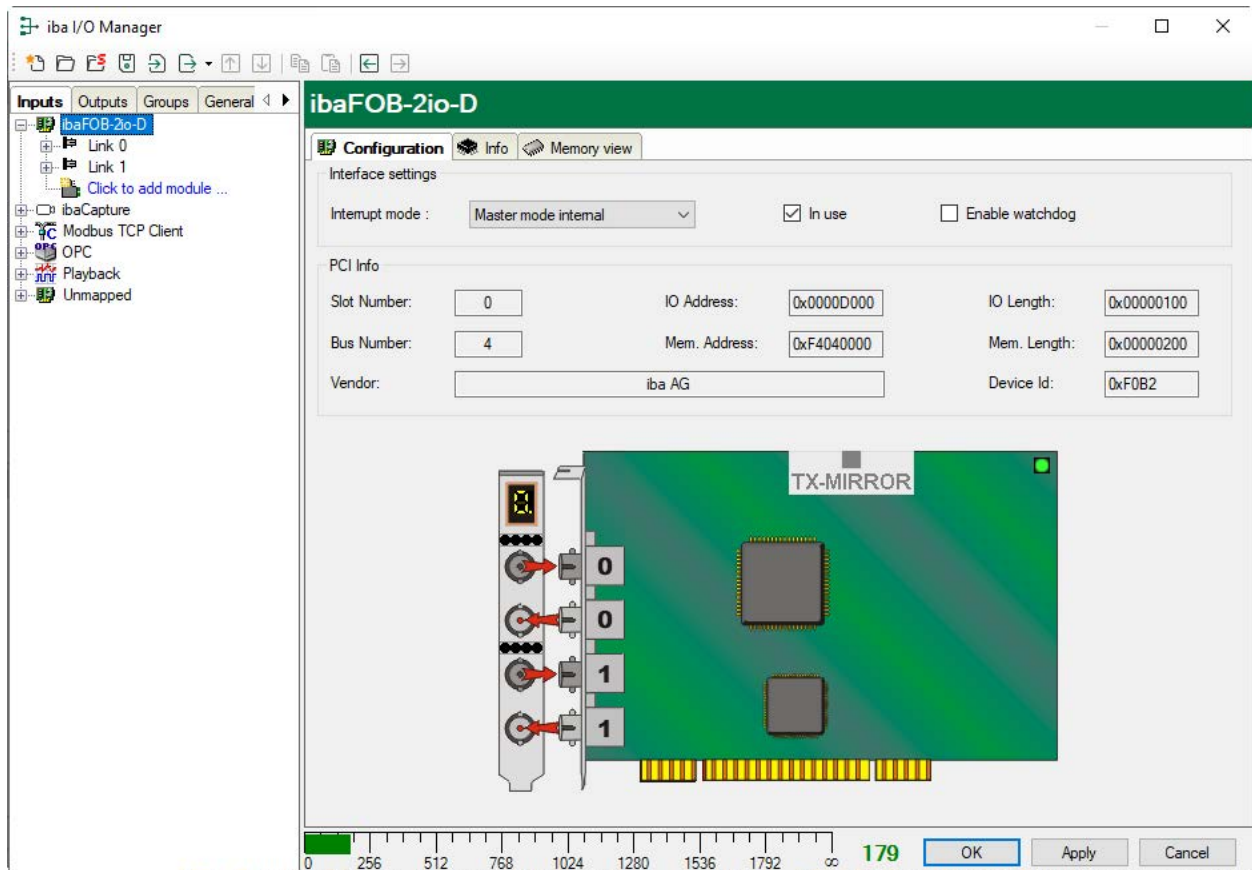 iba I/O Manager
Inputs Outputs Groups General
ibaFOB-2io-D
Link 0
Link 1
Click to add module ...
ibaCapture
Modbus TCP Client
OPC
Playback
Unmapped
ibaFOB-2io-D
Configuration Info Memory view
Interface settings
Interrupt mode : Master mode internal In use Enable watchdog
PCI Info
Slot Number: 0 IO Address: 0x0000D000 IO Length: 0x00000100
Bus Number: 4 Mem. Address: 0xF4040000 Mem. Length: 0x00000200
Vendor: iba AG Device Id: 0xF0B2
TX-MIRROR
0
0
1
1
0 256 512 768 1024 1280 1536 1792 ∞ 179 OK Apply Cancel